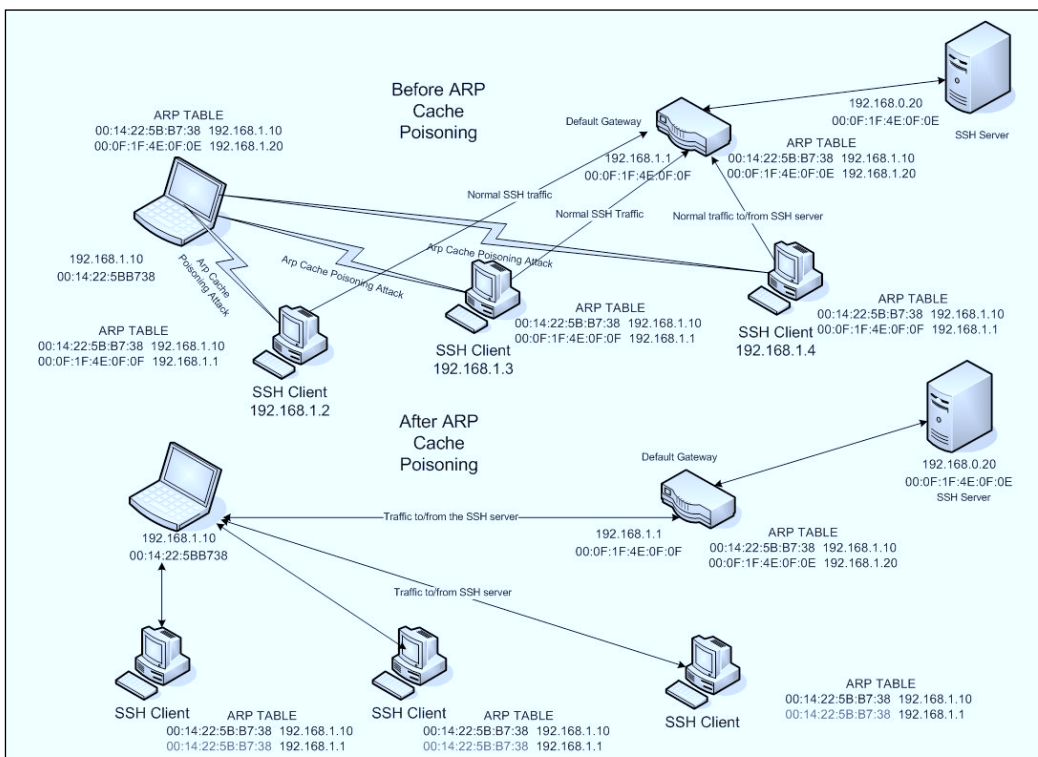 Before ARP
Cache
Poisoning
ARP TABLE
00:14:22:5B:B7:38 192.168.1.10
00:0F:1F:4E:0F:0E 192.168.1.20
192.168.1.10
00:14:22:5BB738
Default Gateway
192.168.1.1
00:0F:1F:4E:0F:0F
192.168.0.20
00:0F:1F:4E:0F:0E
SSH Server
ARP TABLE
00:14:22:5B:B7:38 192.168.1.10
00:0F:1F:4E:0F:0E 192.168.1.20
Normal SSH traffic
Normal SSH Traffic
Normal traffic to/from SSH server
Arp Cache
Poisoning Attack
Arp Cache Poisoning Attack
Arp Cache Poisoning Attack
ARP TABLE
00:14:22:5B:B7:38 192.168.1.10
00:0F:1F:4E:0F:0F 192.168.1.1
SSH Client
192.168.1.2
SSH Client
192.168.1.3
ARP TABLE
00:14:22:5B:B7:38 192.168.1.10
00:0F:1F:4E:0F:0F 192.168.1.1
SSH Client
192.168.1.4
ARP TABLE
00:14:22:5B:B7:38 192.168.1.10
00:0F:1F:4E:0F:0F 192.168.1.1
After ARP
Cache
Poisoning
192.168.1.10
00:14:22:5BB738
Traffic to/from the SSH server
Default Gateway
192.168.1.1
00:0F:1F:4E:0F:0F
ARP TABLE
00:14:22:5B:B7:38 192.168.1.10
00:0F:1F:4E:0F:0E 192.168.1.20
192.168.0.20
00:0F:1F:4E:0F:0E
SSH Server
Traffic to/from SSH server
SSH Client
ARP TABLE
00:14:22:5B:B7:38 192.168.1.10
00:14:22:5B:B7:38 192.168.1.1
SSH Client
ARP TABLE
00:14:22:5B:B7:38 192.168.1.10
00:14:22:5B:B7:38 192.168.1.1
SSH Client
ARP TABLE
00:14:22:5B:B7:38 192.168.1.10
00:14:22:5B:B7:38 192.168.1.1